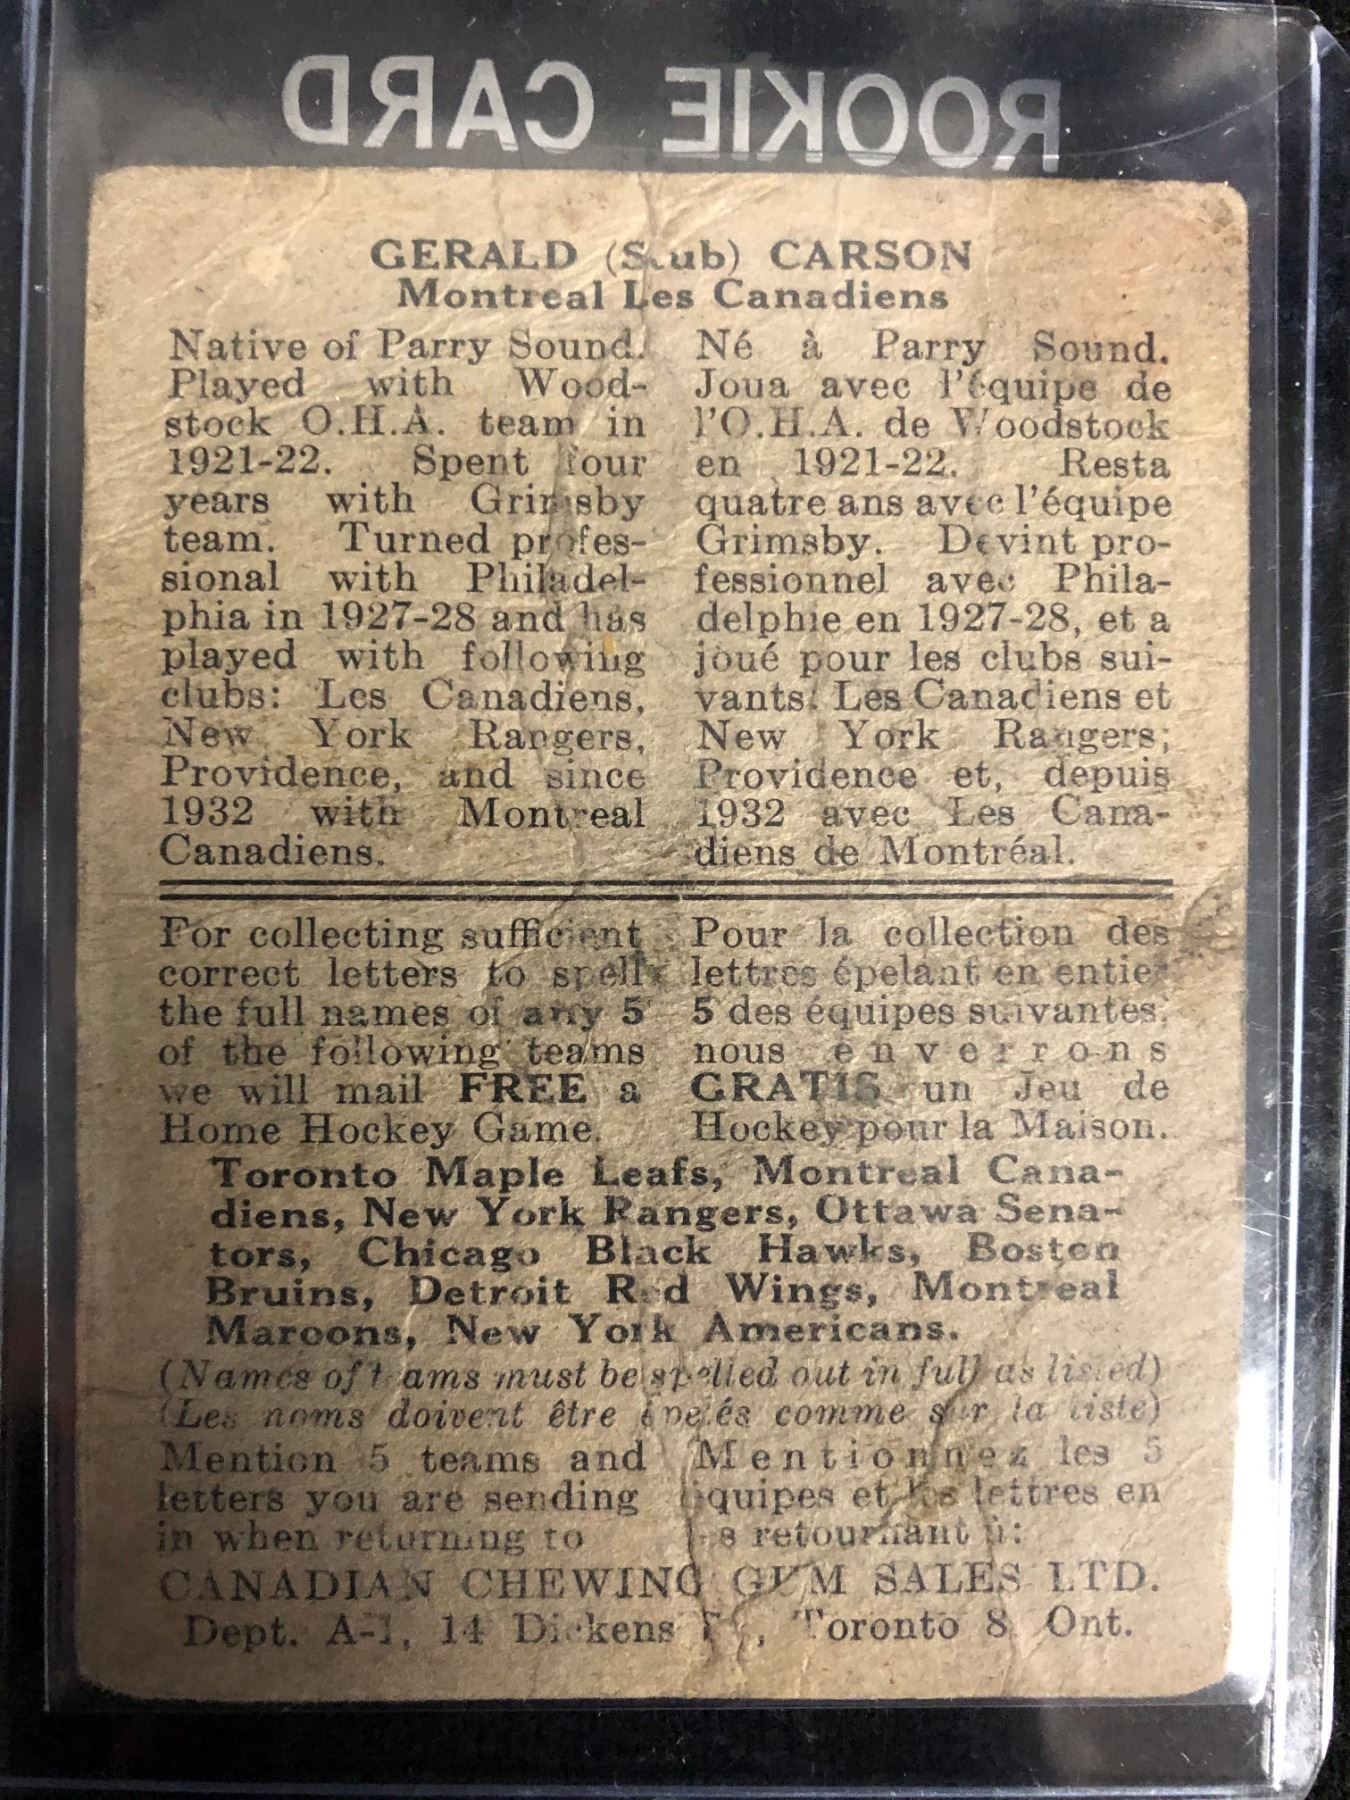 ROOKIE CARD
GERALD (Stub) CARSON
Montreal Les Canadiens
Native of Parry Sound.
Played with Wood-
stock O.H.A. team in
1921-22. Spent four
years with Grimsby
team. Turned profes-
sional with Philadel-
phia in 1927-28 and has
played with following
clubs: Les Canadiens,
New York Rangers,
Providence, and since
1932 with Montreal
Canadiens.
Né à Parry Sound.
Joua avec l'équipe de
l'O.H.A. de Woodstock
en 1921-22. Resta
quatre ans avec l'équipe
Grimsby. Devint pro-
fessionnel avec Phila-
delphie en 1927-28, et a
joué pour les clubs sui-
vants: Les Canadiens et
New York Rangers;
Providence et, depuis
1932 avec Les Cana-
diens de Montréal.
For collecting sufficient
correct letters to spell
the full names of any 5
of the following teams
we will mail FREE a
Home Hockey Game.
Pour la collection des
lettres épelant en entier
5 des équipes suivantes,
nous enverrons
GRATIS un Jeu de
Hockey pour la Maison.
Toronto Maple Leafs, Montreal Cana-
diens, New York Rangers, Ottawa Sena-
tors, Chicago Black Hawks, Boston
Bruins, Detroit Red Wings, Montreal
Maroons, New York Americans.
(Names of teams must be spelled out in full as listed)
(Les noms doivent être épelés comme sur la liste)
Mention 5 teams and
letters you are sending
in when returning to
Mentionnez les 5
équipes et les lettres en
les retournant à:
CANADIAN CHEWING GUM SALES LTD.
Dept. A-1, 14 Dickens , Toronto 8 Ont.